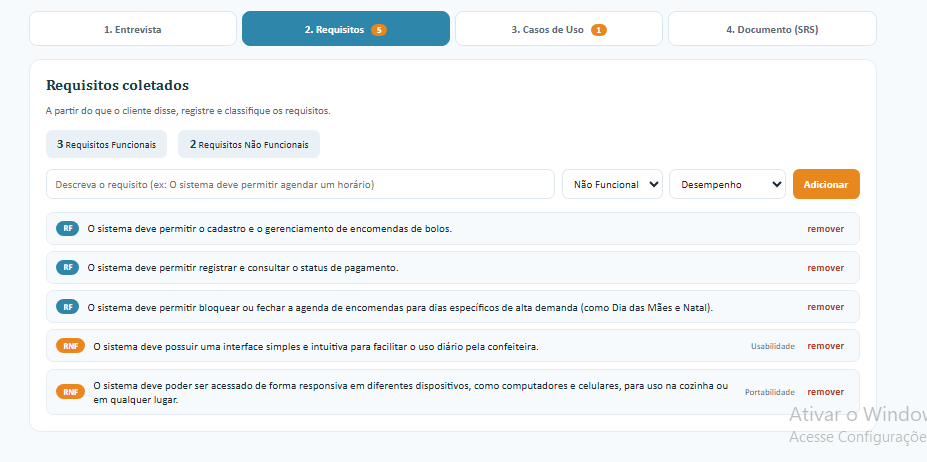 1. Entrevista
2. Requisitos 5
3. Casos de Uso 1
4. Documento (SRS)
Requisitos coletados
A partir do que o cliente disse, registre e classifique os requisitos.
3 Requisitos Funcionais
2 Requisitos Não Funcionais
Descreva o requisito (ex: O sistema deve permitir agendar um horário)
Não Funcional
Desempenho
Adicionar
RF O sistema deve permitir o cadastro e o gerenciamento de encomendas de bolos. remover
RF O sistema deve permitir registrar e consultar o status de pagamento. remover
RF O sistema deve permitir bloquear ou fechar a agenda de encomendas para dias específicos de alta demanda (como Dia das Mães e Natal). remover
RNF O sistema deve possuir uma interface simples e intuitiva para facilitar o uso diário pela confeiteira. Usabilidade remover
RNF O sistema deve poder ser acessado de forma responsiva em diferentes dispositivos, como computadores e celulares, para uso na cozinha ou
em qualquer lugar. Portabilidade remover
Ativar o Window
Acesse Configurações